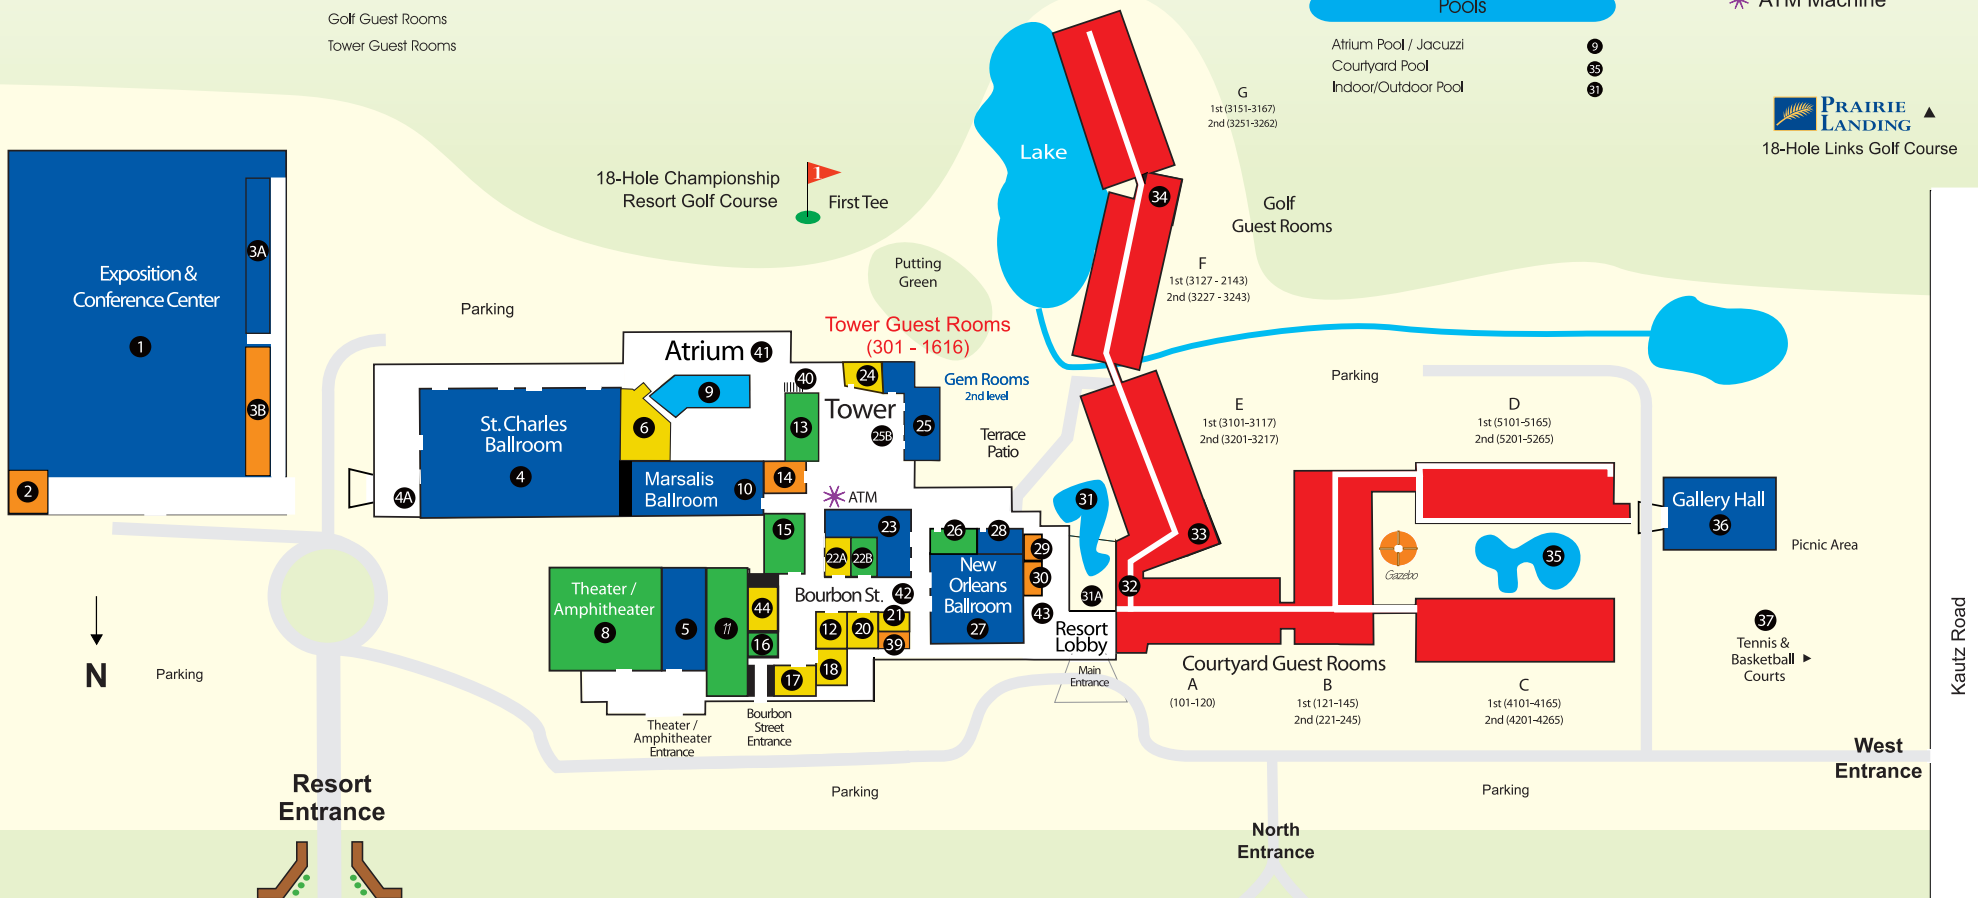 Golf Guest Rooms
Tower Guest Rooms
Pools
Atrium Pool / Jacuzzi 9
Courtyard Pool 35
Indoor/Outdoor Pool 31
ATM Machine
PRAIRIE
LANDING
18-Hole Links Golf Course
G
1st (3151-3167)
2nd (3251-3262)
Lake
34
Golf
Guest Rooms
18-Hole Championship
Resort Golf Course
1
First Tee
Putting
Green
F
1st (3127 - 2143)
2nd (3227 - 3243)
Exposition &
Conference Center
1
3A
3B
2
Parking
Tower Guest Rooms
(301 - 1616)
Atrium 41
9
40
24
Gem Rooms
2nd level
Tower
25B
25
Terrace
Patio
St. Charles
Ballroom
4
4A
6
13
Marsalis
Ballroom
10
14
ATM
15
23
22A
22B
26
28
29
30
New
Orleans
Ballroom
27
Bourbon St.
42
43
Theater /
Amphitheater
8
5
11
44
16
12
20
21
39
18
17
Resort
Lobby
31
31A
32
33
Main
Entrance
Theater /
Amphitheater
Entrance
Bourbon
Street
Entrance
Parking
E
1st (3101-3117)
2nd (3201-3217)
D
1st (5101-5165)
2nd (5201-5265)
Gazebo
35
Gallery Hall
36
Picnic Area
37
Tennis &
Basketball
Courts
Kautz Road
Courtyard Guest Rooms
A
(101-120)
B
1st (121-145)
2nd (221-245)
C
1st (4101-4165)
2nd (4201-4265)
N
Parking
Resort
Entrance
Parking
Parking
West
Entrance
North
Entrance